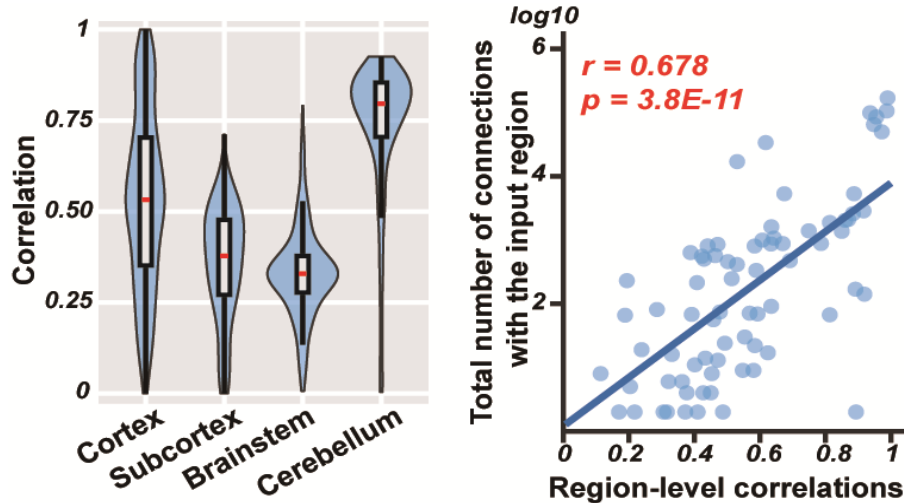 Correlation
1
0.75
0.50
0.25
0
Cortex
Subcortex
Brainstem
Cerebellum
log10
Total number of connections
with the input region
6
4
2
r = 0.678
p = 3.8E-11
0
0.2
0.4
0.6
0.8
1
Region-level correlations